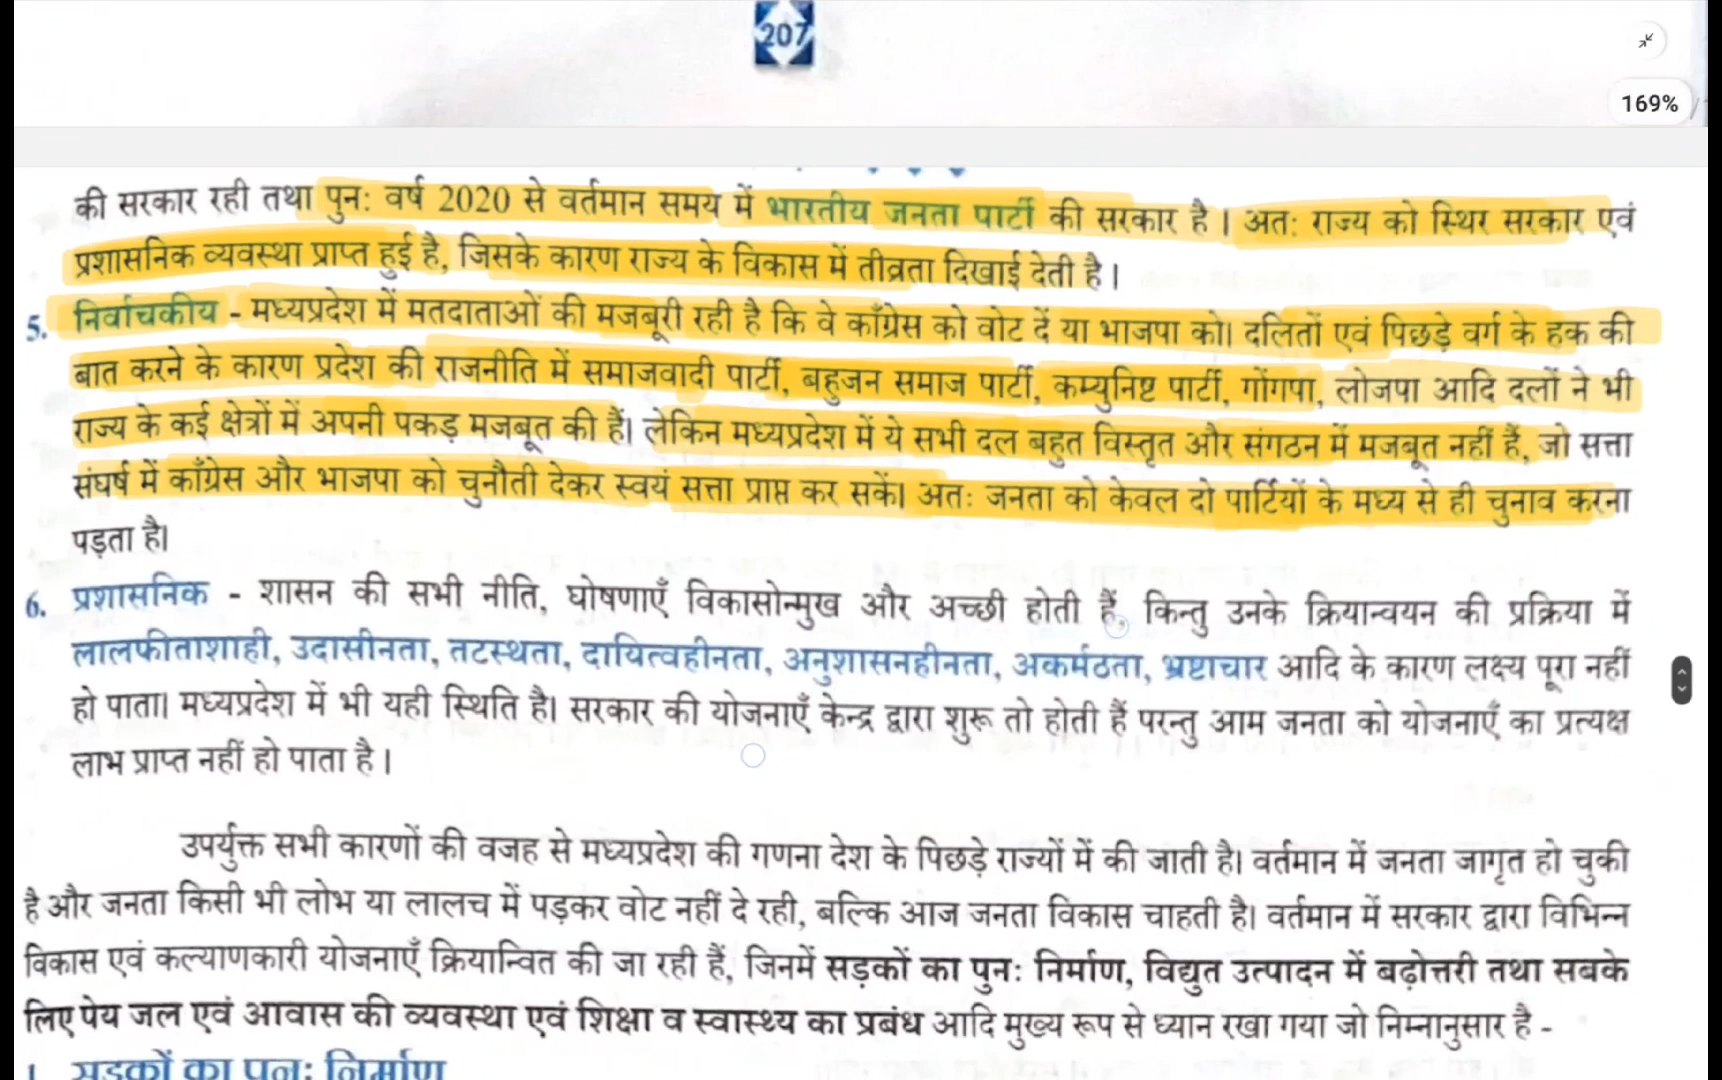 207
169%
की सरकार रही तथा पुनः वर्ष 2020 से वर्तमान समय में भारतीय जनता पार्टी की सरकार है । अतः राज्य को स्थिर सरकार एवं
प्रशासनिक व्यवस्था प्राप्त हुई है, जिसके कारण राज्य के विकास में तीव्रता दिखाई देती है ।
5. निर्वाचकीय - मध्यप्रदेश में मतदाताओं की मजबूरी रही है कि वे काँग्रेस को वोट दें या भाजपा को। दलितों एवं पिछड़े वर्ग के हक की
बात करने के कारण प्रदेश की राजनीति में समाजवादी पार्टी, बहुजन समाज पार्टी, कम्युनिष्ट पार्टी, गोंगपा, लोजपा आदि दलों ने भी
राज्य के कई क्षेत्रों में अपनी पकड़ मजबूत की हैं। लेकिन मध्यप्रदेश में ये सभी दल बहुत विस्तृत और संगठन में मजबूत नहीं हैं, जो सत्ता
संघर्ष में काँग्रेस और भाजपा को चुनौती देकर स्वयं सत्ता प्राप्त कर सकें। अतः जनता को केवल दो पार्टियों के मध्य से ही चुनाव करना
पड़ता है।
6. प्रशासनिक - शासन की सभी नीति, घोषणाएँ विकासोन्मुख और अच्छी होती हैं, किन्तु उनके क्रियान्वयन की प्रक्रिया में
लालफीताशाही, उदासीनता, तटस्थता, दायित्वहीनता, अनुशासनहीनता, अकर्मठता, भ्रष्टाचार आदि के कारण लक्ष्य पूरा नहीं
हो पाता। मध्यप्रदेश में भी यही स्थिति है। सरकार की योजनाएँ केन्द्र द्वारा शुरू तो होती हैं परन्तु आम जनता को योजनाएँ का प्रत्यक्ष
लाभ प्राप्त नहीं हो पाता है ।
उपर्युक्त सभी कारणों की वजह से मध्यप्रदेश की गणना देश के पिछड़े राज्यों में की जाती है। वर्तमान में जनता जागृत हो चुकी
है और जनता किसी भी लोभ या लालच में पड़कर वोट नहीं दे रही, बल्कि आज जनता विकास चाहती है। वर्तमान में सरकार द्वारा विभिन्न
विकास एवं कल्याणकारी योजनाएँ क्रियान्वित की जा रही हैं, जिनमें सड़कों का पुनः निर्माण, विद्युत उत्पादन में बढ़ोत्तरी तथा सबके
लिए पेय जल एवं आवास की व्यवस्था एवं शिक्षा व स्वास्थ्य का प्रबंध आदि मुख्य रूप से ध्यान रखा गया जो निम्नानुसार है -
1. सड़कों का पुनः निर्माण